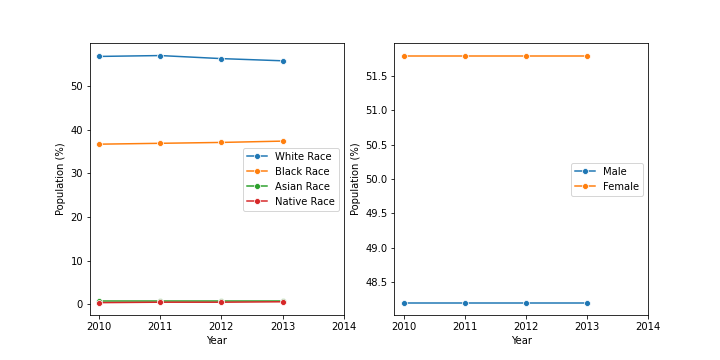 50
40
30
20
10
0
Population (%)
White Race
Black Race
Asian Race
Native Race
2010 2011 2012 2013 2014
Year
51.5
51.0
50.5
50.0
49.5
49.0
48.5
Population (%)
Male
Female
2010 2011 2012 2013 2014
Year